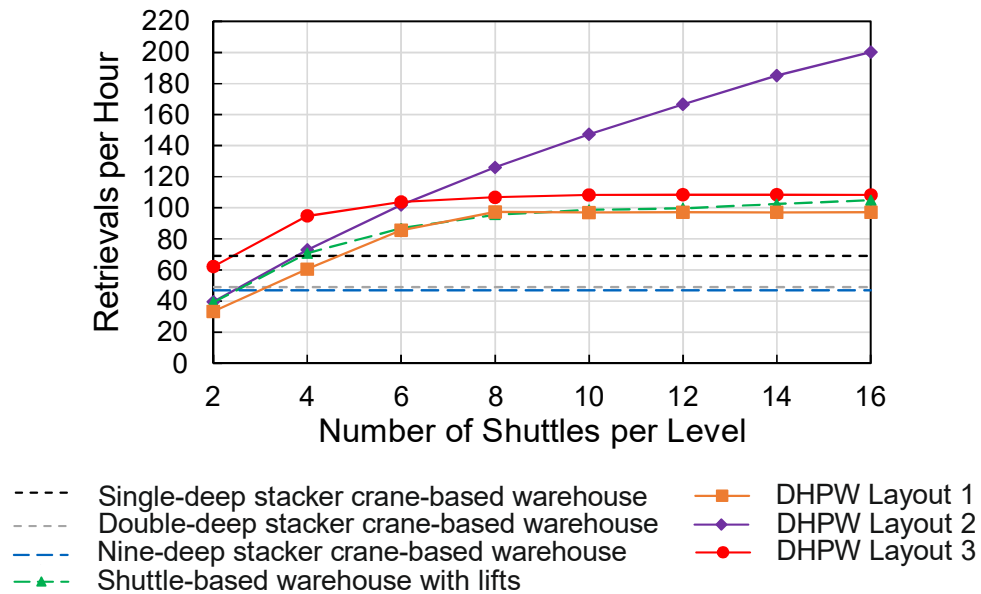 Retrievals per Hour
220
200
180
160
140
120
100
80
60
40
20
0
2 4 6 8 10 12 14 16
Number of Shuttles per Level
Single-deep stacker crane-based warehouse
Double-deep stacker crane-based warehouse
Nine-deep stacker crane-based warehouse
Shuttle-based warehouse with lifts
DHPW Layout 1
DHPW Layout 2
DHPW Layout 3